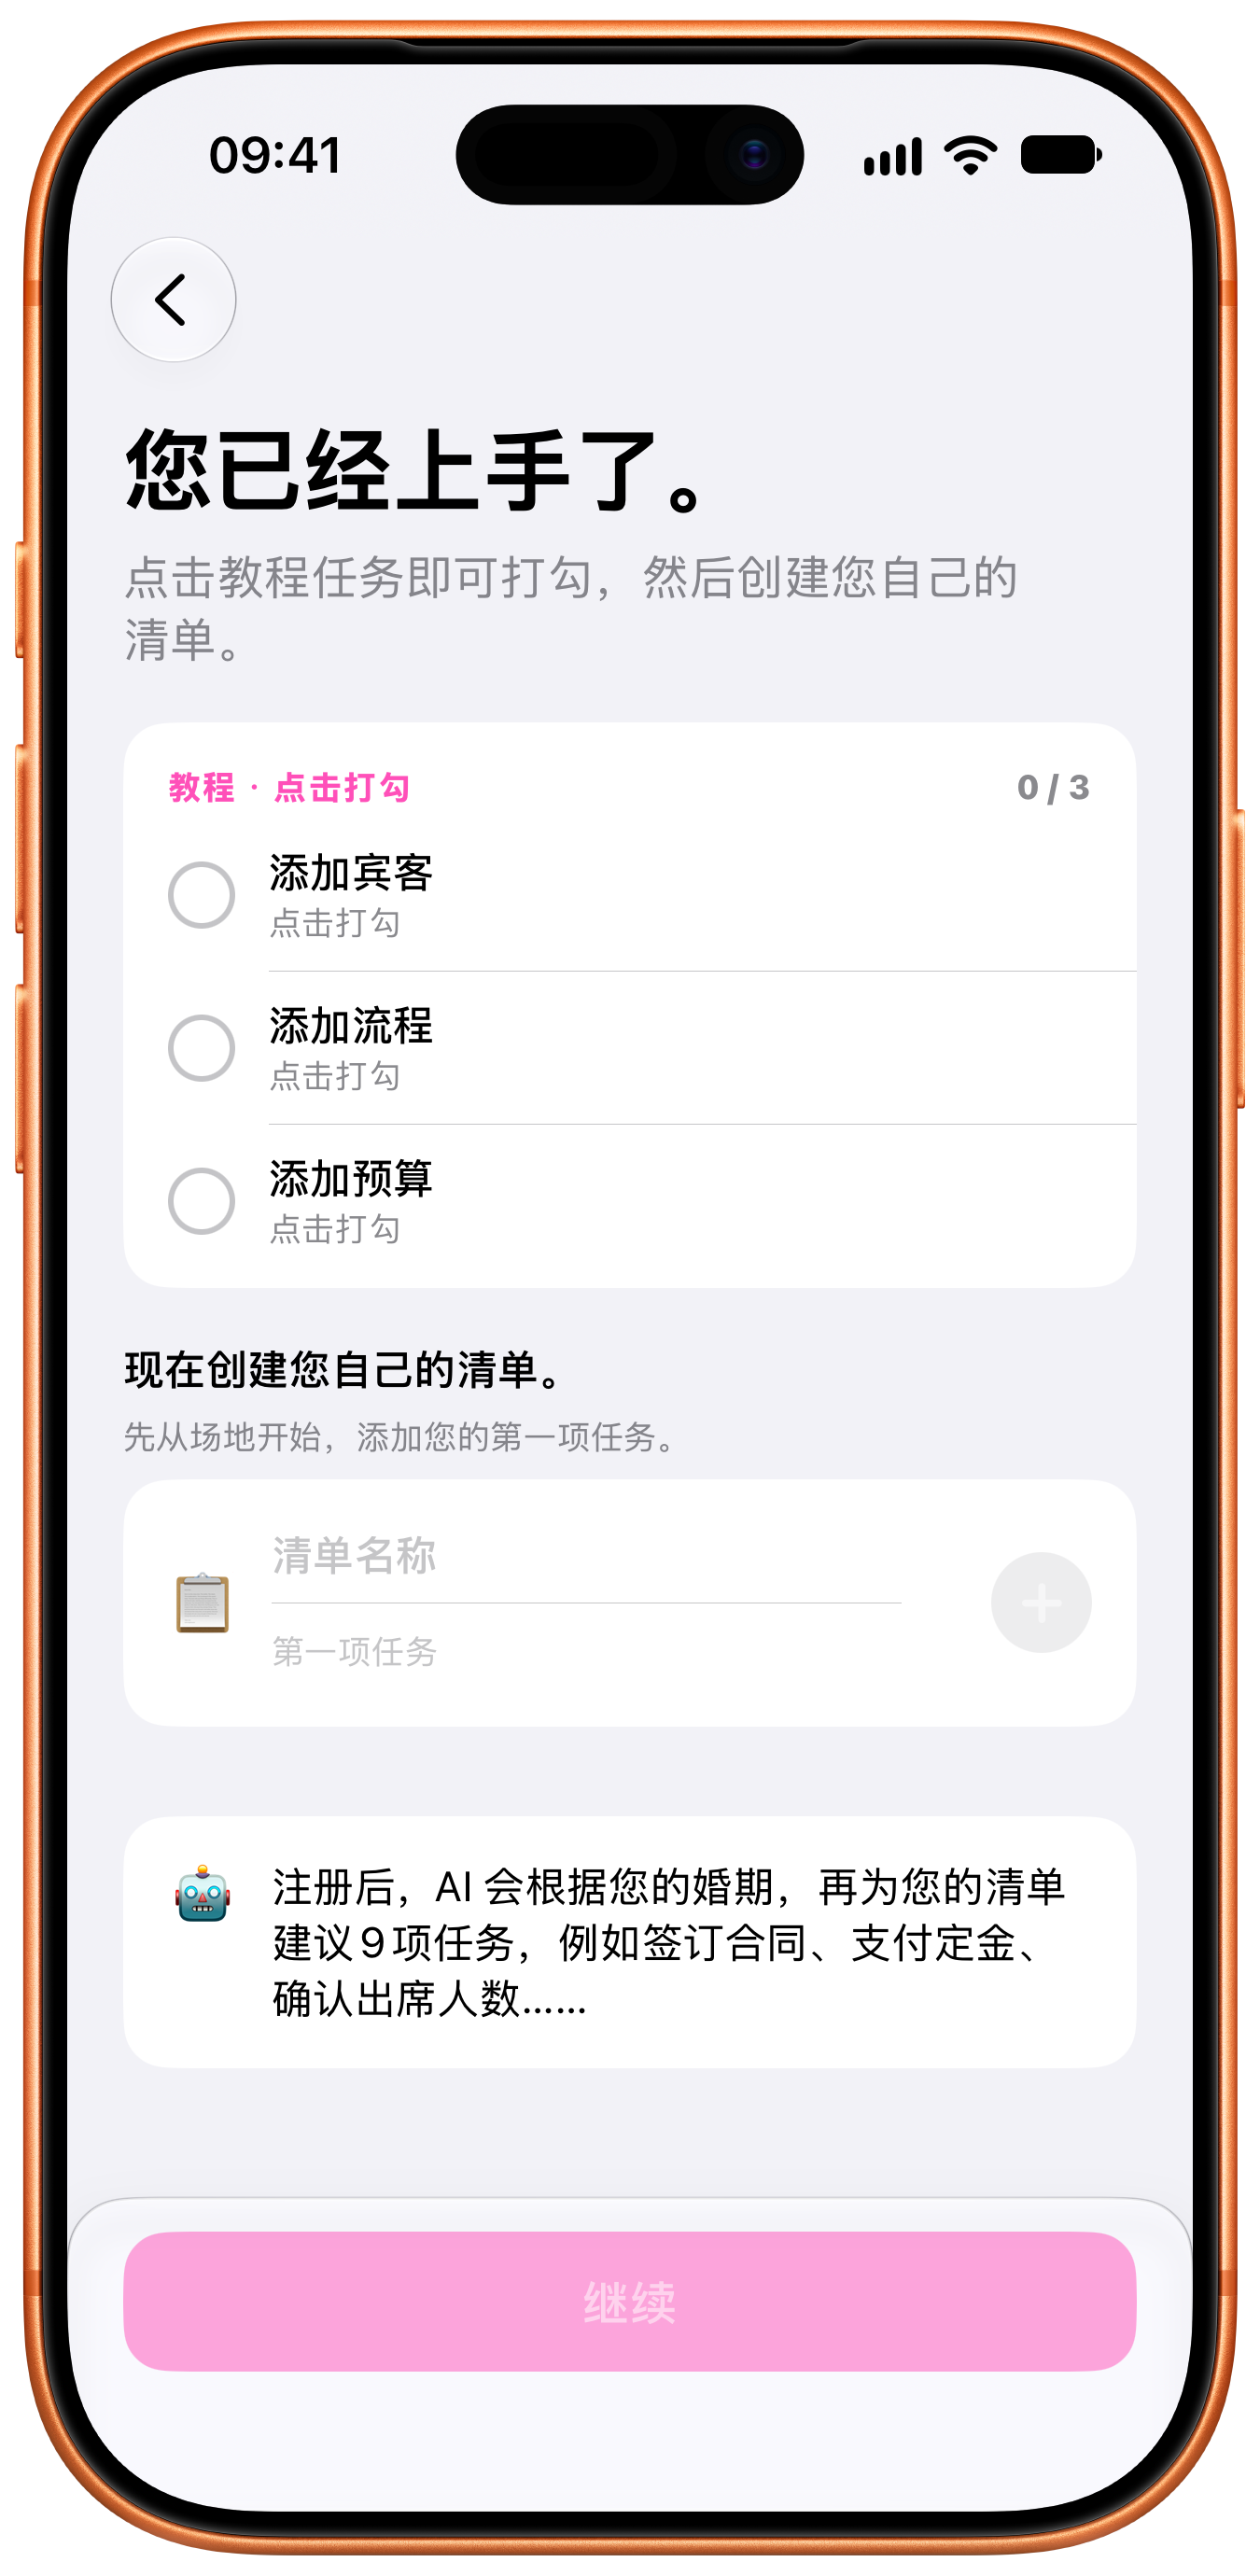 09:41
您已经上手了。
点击教程任务即可打勾，然后创建您自己的
清单。
教程 · 点击打勾
0 / 3
添加宾客
点击打勾
添加流程
点击打勾
添加预算
点击打勾
现在创建您自己的清单。
先从场地开始，添加您的第一项任务。
清单名称
第一项任务
注册后，AI 会根据您的婚期，再为您的清单
建议 9 项任务，例如签订合同、支付定金、
确认出席人数……
继续